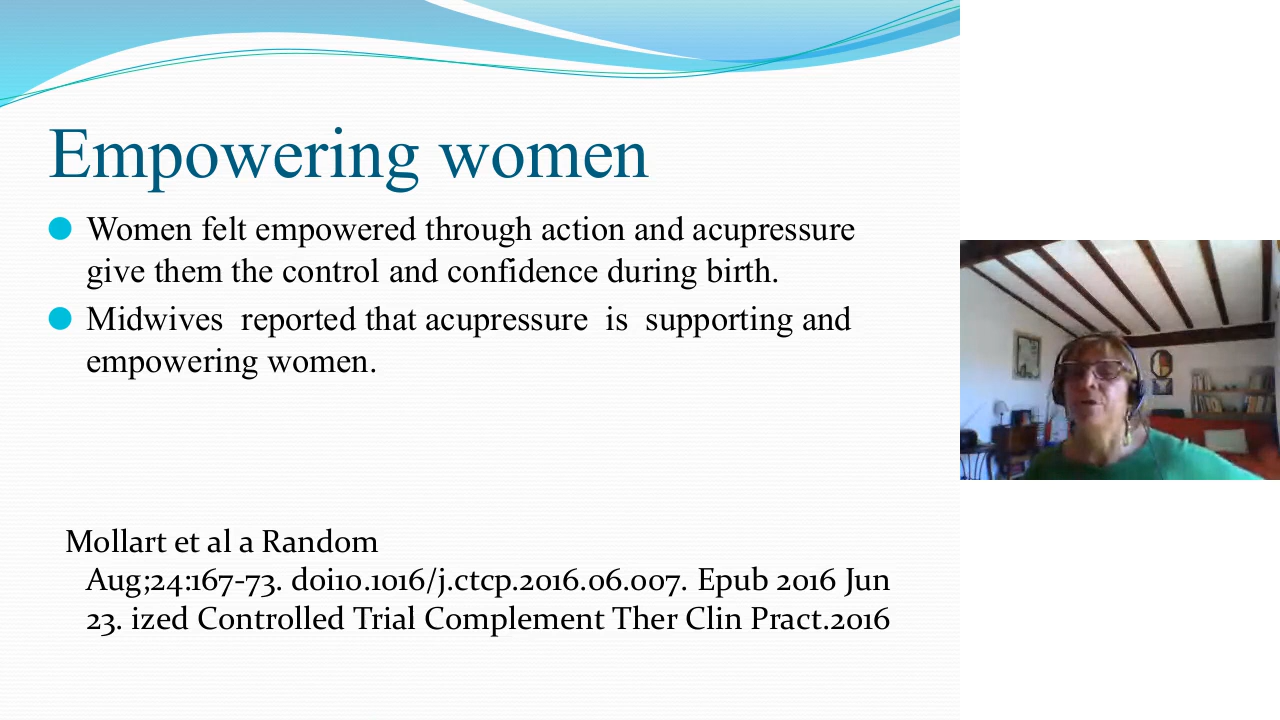 Empowering women
Women felt empowered through action and acupressure
give them the control and confidence during birth.
Midwives reported that acupressure is supporting and
empowering women.
Mollart et al a Random
Aug;24:167-73. doi10.1016/j.ctcp.2016.06.007. Epub 2016 Jun
23. ized Controlled Trial Complement Ther Clin Pract.2016